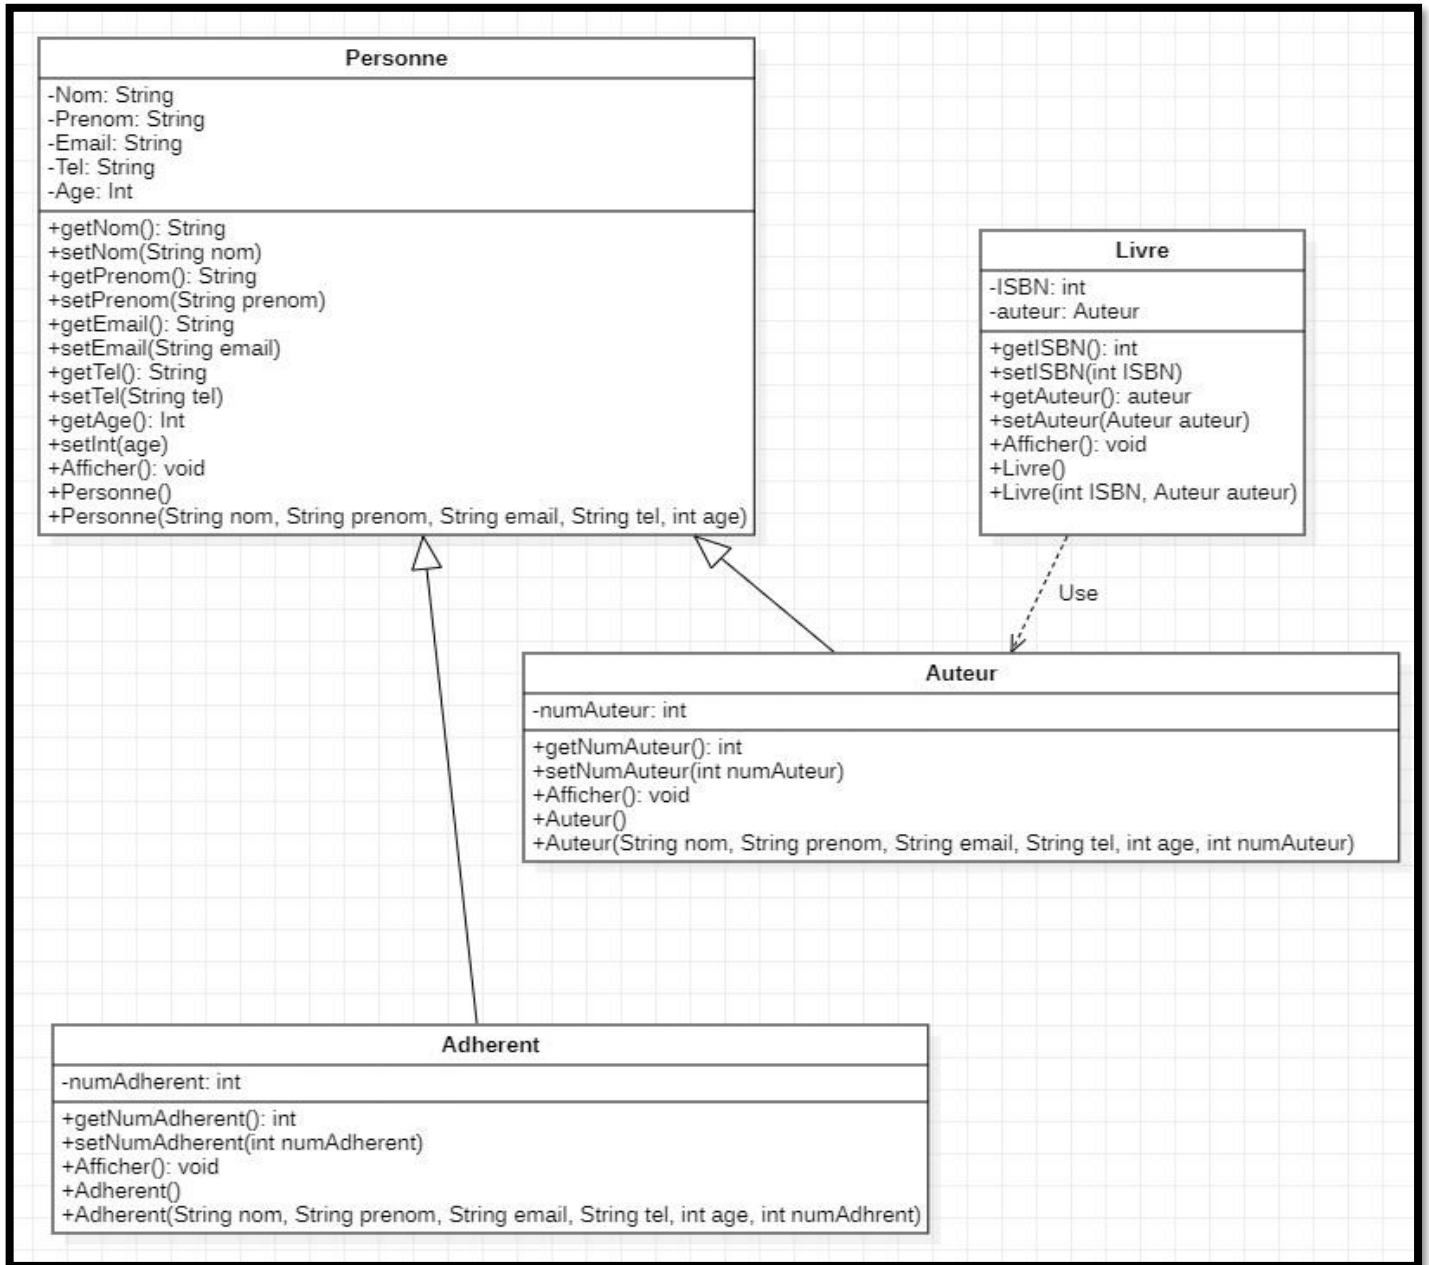 Personne
-Nom: String
-Prenom: String
-Email: String
-Tel: String
-Age: Int
+getNom(): String
+setNom(String nom)
+getPrenom(): String
+setPrenom(String prenom)
+getEmail(): String
+setEmail(String email)
+getTel(): String
+setTel(String tel)
+getAge(): Int
+setInt(age)
+Afficher(): void
+Personne()
+Personne(String nom, String prenom, String email, String tel, int age)
Livre
-ISBN: int
-auteur: Auteur
+getISBN(): int
+setISBN(int ISBN)
+getAuteur(): auteur
+setAuteur(Auteur auteur)
+Afficher(): void
+Livre()
+Livre(int ISBN, Auteur auteur)
Use
Auteur
-numAuteur: int
+getNumAuteur(): int
+setNumAuteur(int numAuteur)
+Afficher(): void
+Auteur()
+Auteur(String nom, String prenom, String email, String tel, int age, int numAuteur)
Adherent
-numAdherent: int
+getNumAdherent(): int
+setNumAdherent(int numAdherent)
+Afficher(): void
+Adherent()
+Adherent(String nom, String prenom, String email, String tel, int age, int numAdhrent)